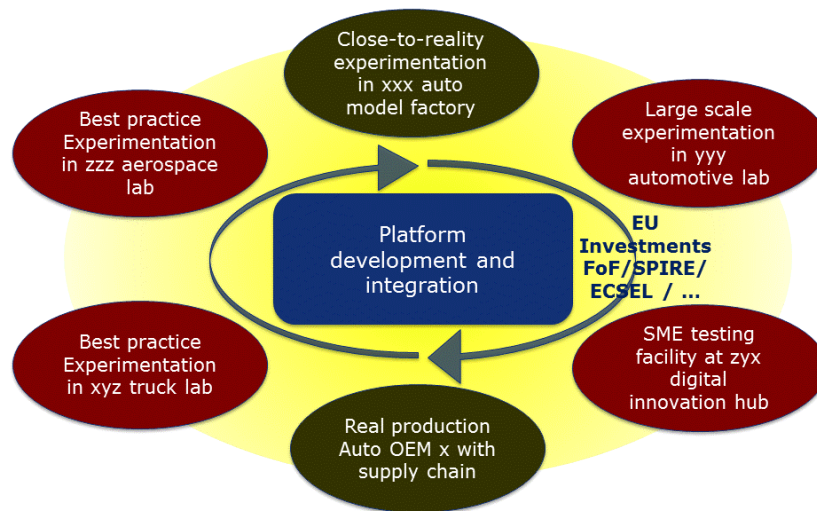 Close-to-reality
experimentation
in xxx auto
model factory
Best practice
Experimentation
in zzz aerospace
lab
Large scale
experimentation
in yyy
automotive lab
Platform
development and
integration
EU
Investments
FoF/SPIRE/
ECSEL / ...
Best practice
Experimentation
in xyz truck lab
SME testing
facility at zyx
digital
innovation hub
Real production
Auto OEM x with
supply chain